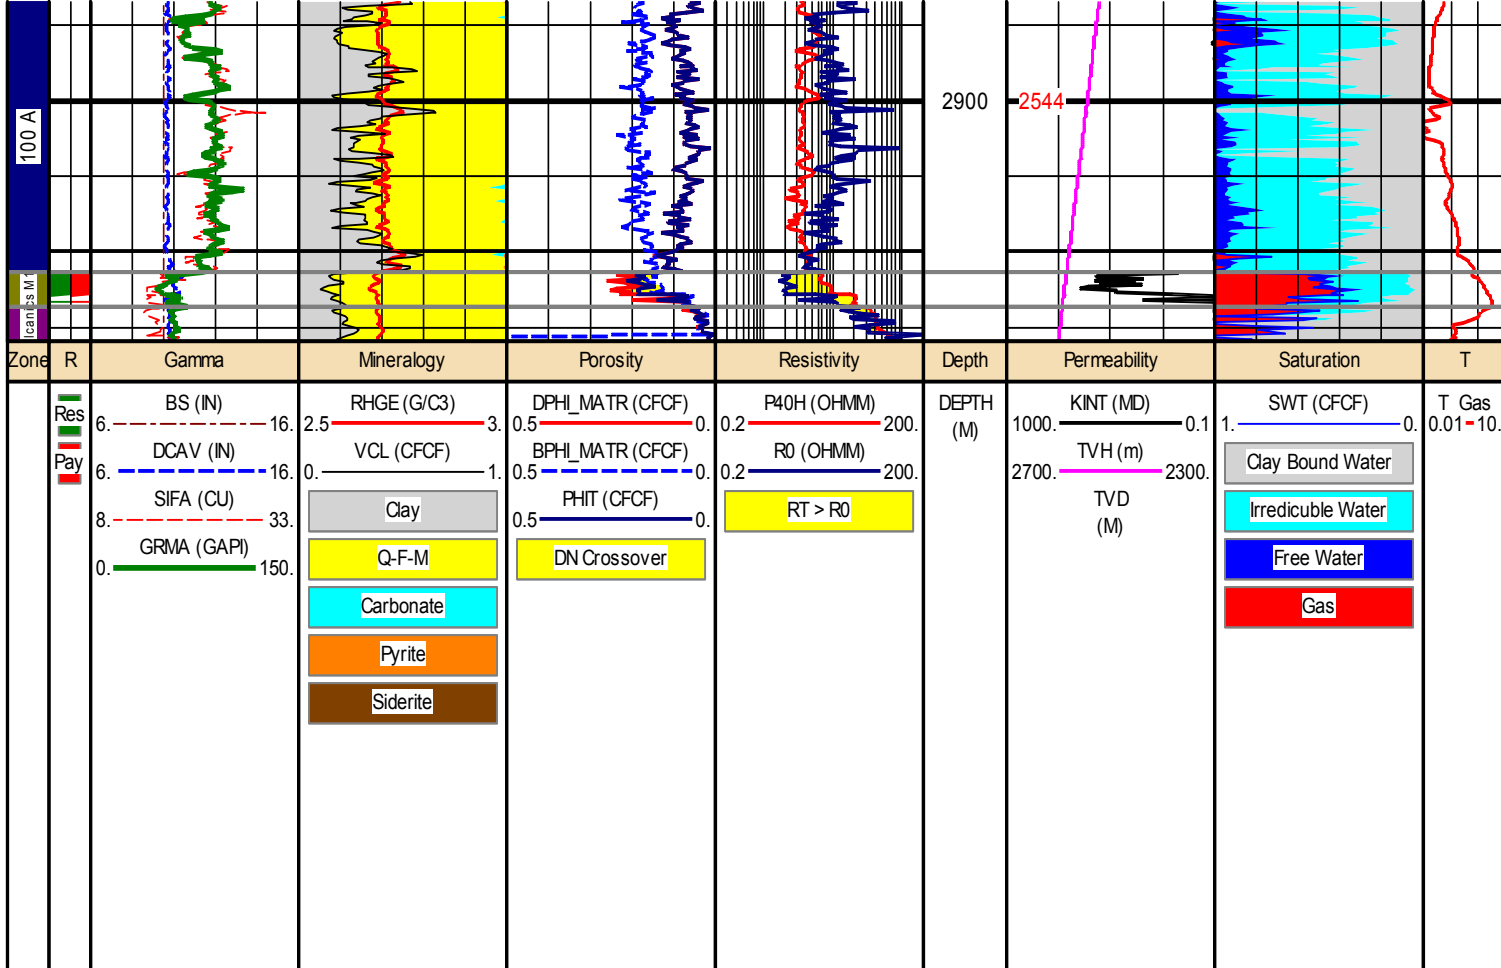 100 A
lcanics M1
2900
2544
Zone
R
Gamma
Mineralogy
Porosity
Resistivity
Depth
Permeability
Saturation
T
Res
Pay
BS (IN)
6. 16.
DCAV (IN)
6. 16.
SIFA (CU)
8. 33.
GRMA (GAPI)
0. 150.
RHGE (G/C3)
2.5 3.
VCL (CFCF)
0. 1.
Clay
Q-F-M
Carbonate
Pyrite
Siderite
DPHI_MATR (CFCF)
0.5 0.
BPHI_MATR (CFCF)
0.5 0.
PHIT (CFCF)
0.5 0.
DN Crossover
P40H (OHMM)
0.2 200.
R0 (OHMM)
0.2 200.
RT > R0
DEPTH
(M)
KINT (MD)
1000. 0.1
TVH (m)
2700. 2300.
TVD
(M)
SWT (CFCF)
1. 0.
Clay Bound Water
Irredicuble Water
Free Water
Gas
T Gas
0.01 10.